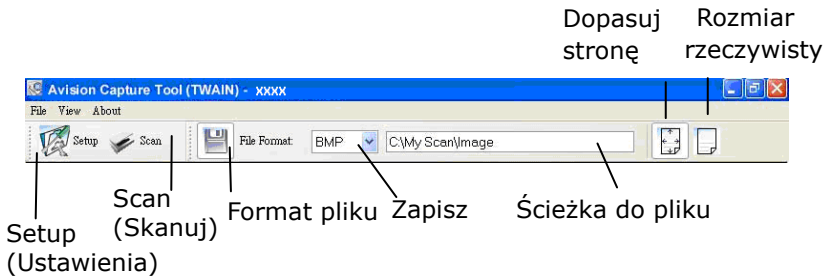 Dopasuj stronę
Rozmiar rzeczywisty
Avision Capture Tool (TWAIN) - xxxx
File View About
Setup Scan File Format: BMP C:\My Scan\Image
Setup (Ustawienia)
Scan (Skanuj)
Format pliku
Zapisz
Ścieżka do pliku